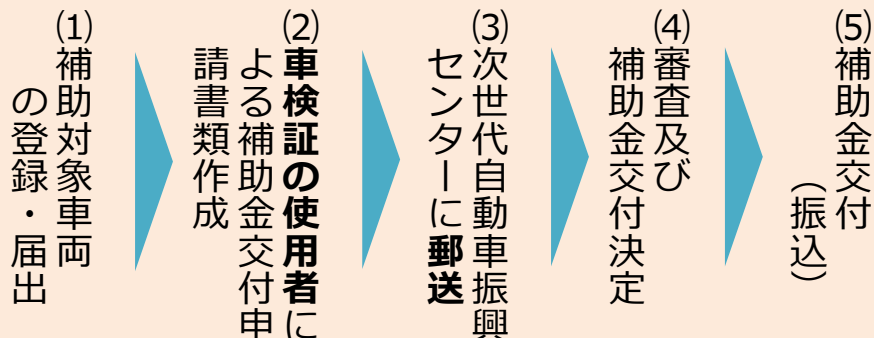 (1)
補助対象車両
の登録・届出
(2)
車検証の使用者に
よる補助金交付申
請書類作成
(3)
次世代自動車振興
センターに郵送
(4)
審査及び
補助金交付決定
(5)
補助金交付
（振込）